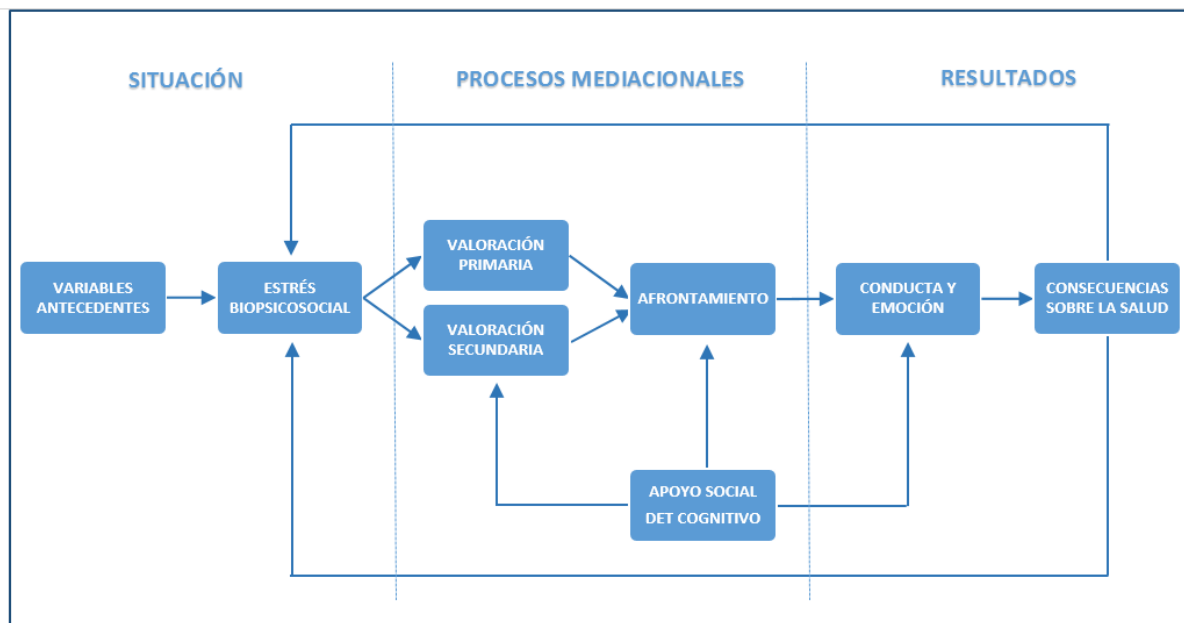 SITUACIÓN
PROCESOS MEDIACIONALES
RESULTADOS
VARIABLES
ANTECEDENTES
ESTRÉS
BIOPSICOSOCIAL
VALORACIÓN
PRIMARIA
VALORACIÓN
SECUNDARIA
AFRONTAMIENTO
CONDUCTA Y
EMOCIÓN
CONSECUENCIAS
SOBRE LA SALUD
APOYO SOCIAL
DET COGNITIVO